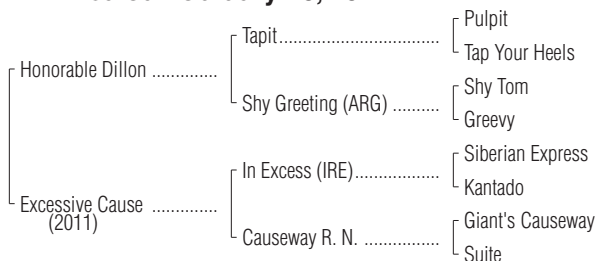 Tapit
Pulpit
Tap Your Heels
Honorable Dillon
Shy Greeting (ARG)
Shy Tom
Greevy
In Excess (IRE)
Siberian Express
Kantado
Excessive Cause
(2011)
Causeway R. N.
Giant's Causeway
Suite